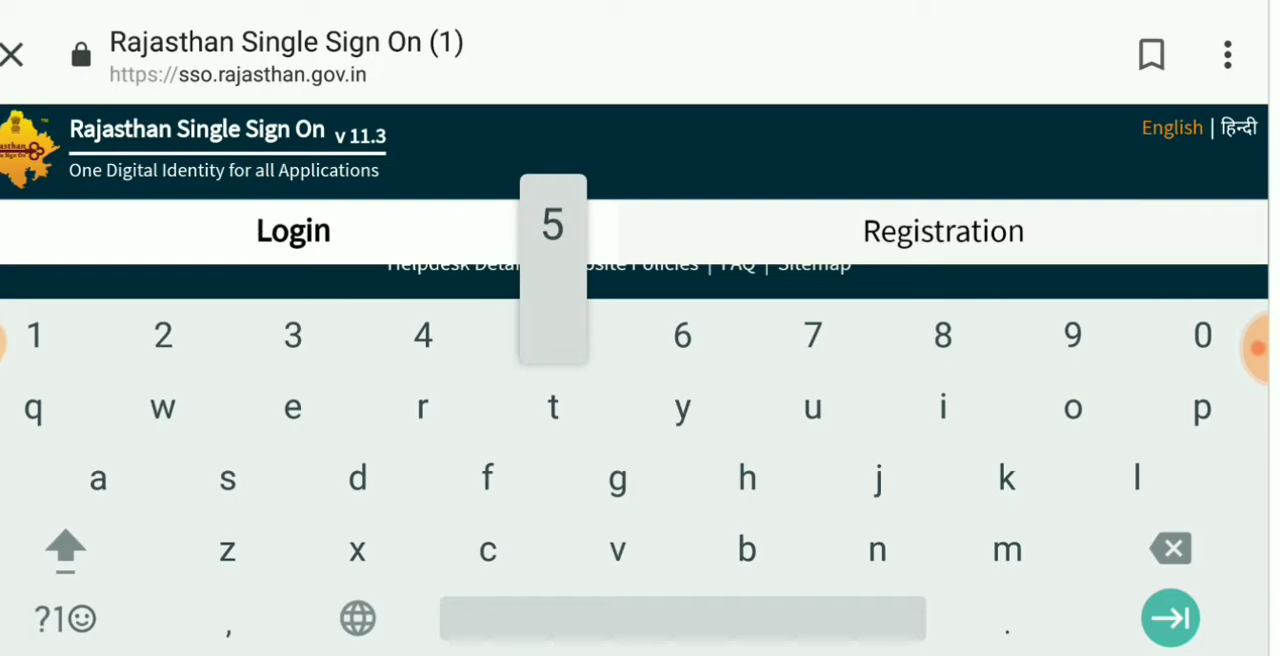 Rajasthan Single Sign On (1)
https://sso.rajasthan.gov.in
Rajasthan Single Sign On v 11.3
English | हिन्दी
One Digital Identity for all Applications
Login
Registration
Helpdesk | FAQ | Sitemap
5
1 2 3 4 6 7 8 9 0
q w e r t y u i o p
a s d f g h j k l
z x c v b n m
?1☺ , .